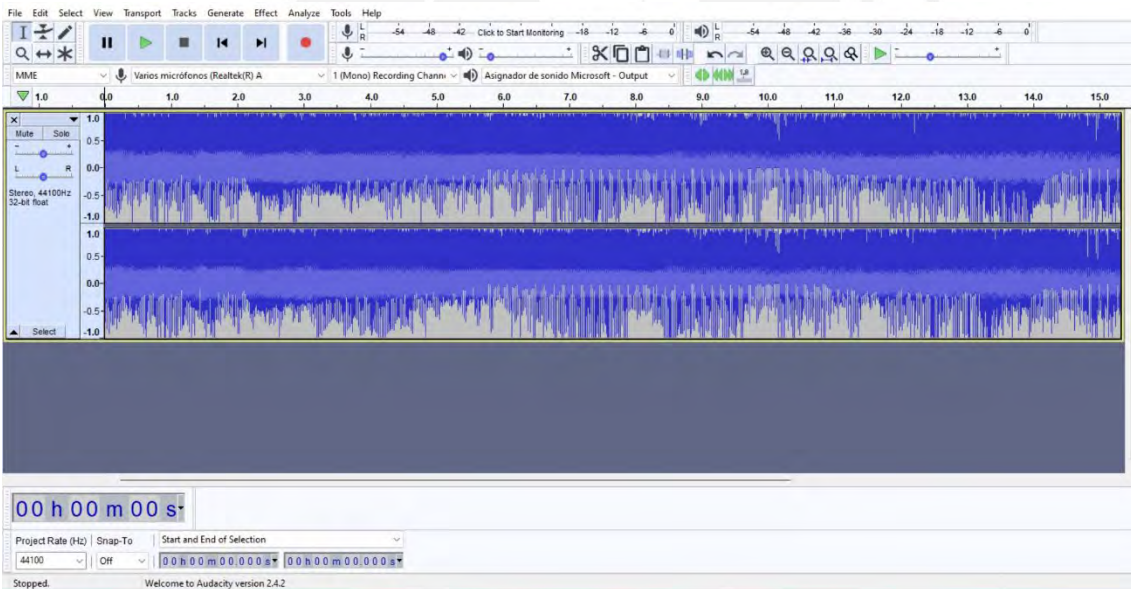 File Edit Select View Transport Tracks Generate Effect Analyze Tools Help
L R -54 -48 -42 Click to Start Monitoring -18 -12 -6 0 L R -54 -48 -42 -36 -30 -24 -18 -12 -6 0
MME Varios micrófonos (Realtek(R) A 1 (Mono) Recording Chann Asignador de sonido Microsoft - Output
1.0 0.0 1.0 2.0 3.0 4.0 5.0 6.0 7.0 8.0 9.0 10.0 11.0 12.0 13.0 14.0 15.0
X 1.0
Mute Solo
0.5
- +
L R 0.0
Stereo, 44100Hz -0.5
32-bit float
-1.0
1.0
0.5
0.0
-0.5
Select -1.0
00 h 00 m 00 s
Project Rate (Hz) Snap-To Start and End of Selection
44100 Off 00 h 00 m 00.000 s 00 h 00 m 00.000 s
Stopped. Welcome to Audacity version 2.4.2